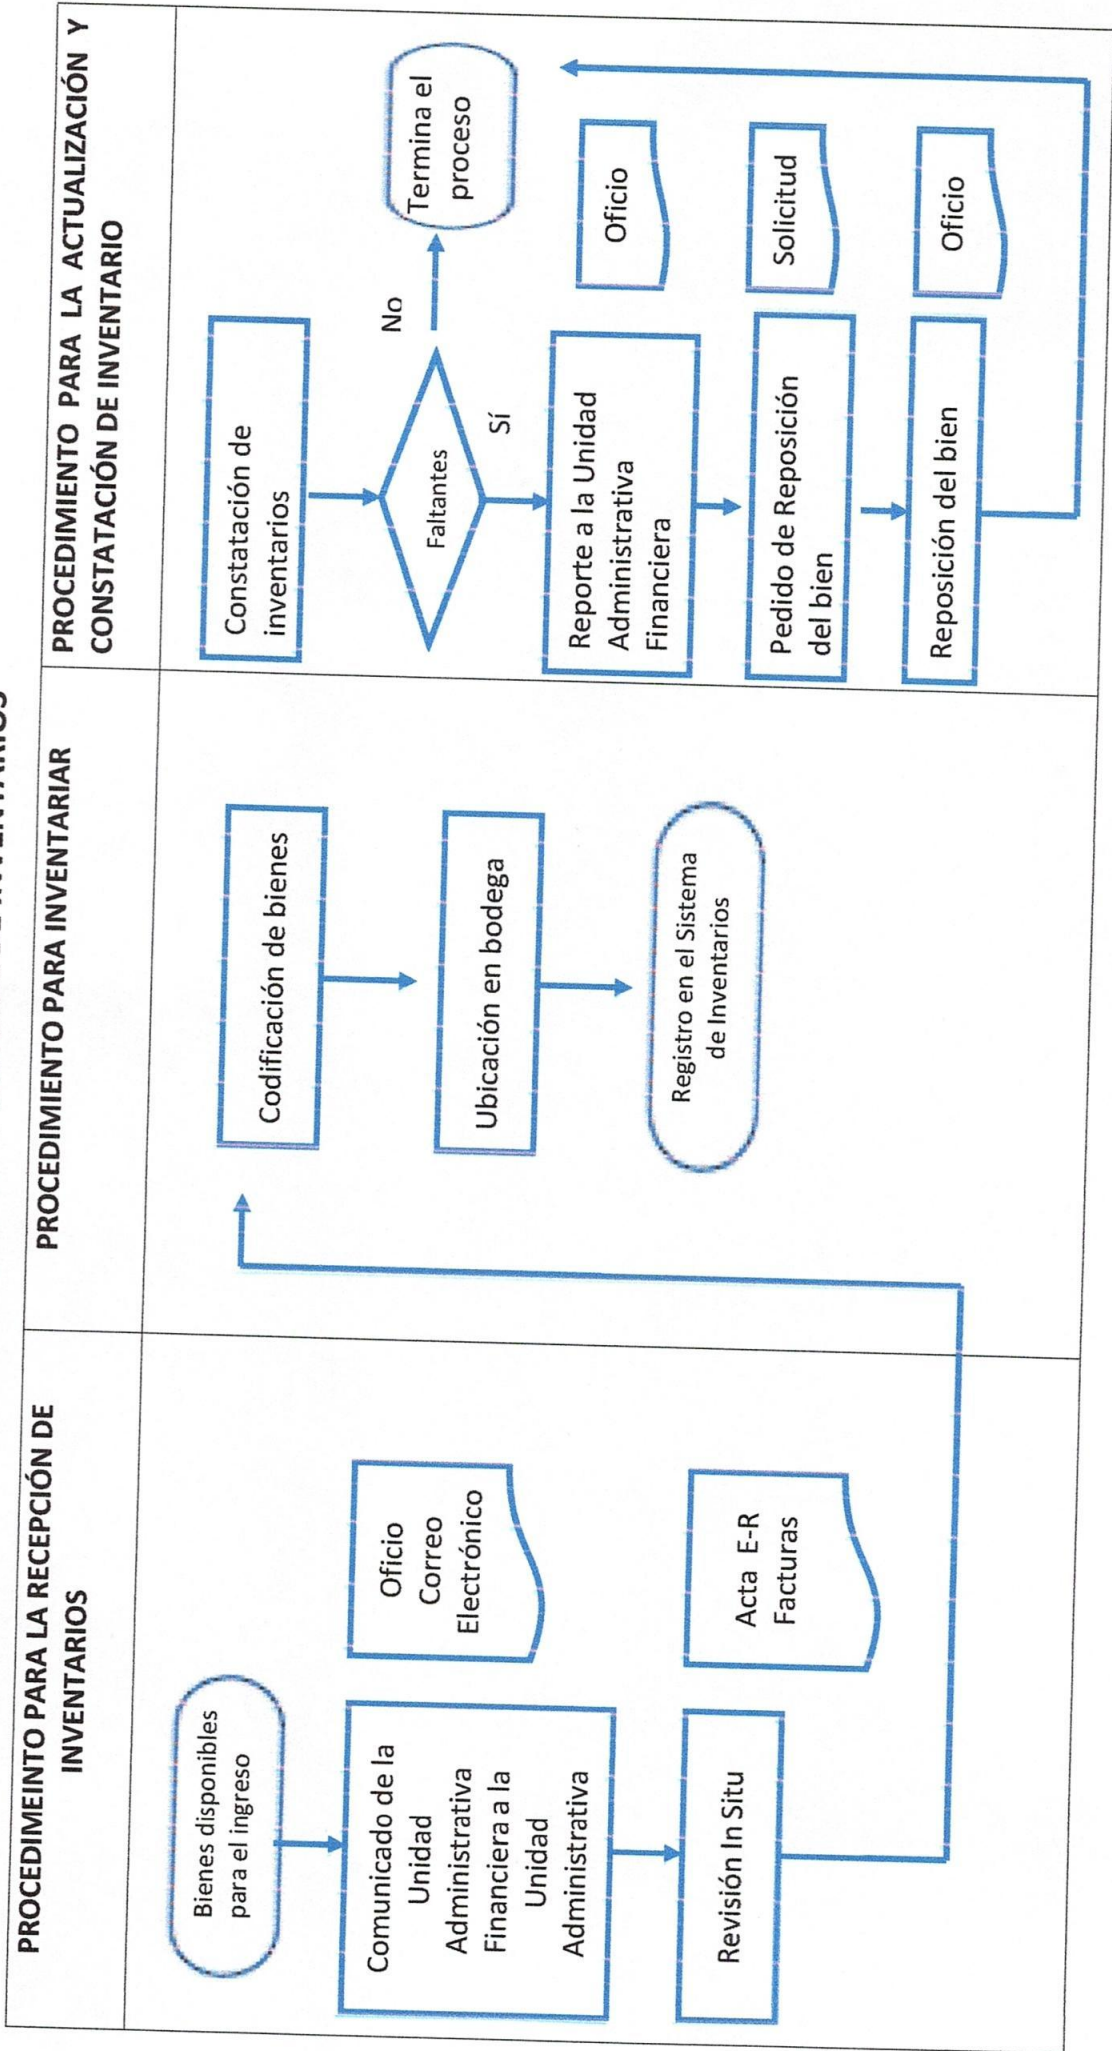 PROCEDIMEINTO PARA LA RECEPCIÓN DE
INVENTARIOS
PROCEDIMIENTO PARA INVENTARIAR
PROCEDIMIENTO PARA LA ACTUALIZACIÓN Y
CONSTATACIÓN DE INVENTARIO
Bienes disponibles
para el ingreso
Comunicado de la
Unidad
Administrativa
Financiera a la
Unidad
Administrativa
Oficio
Correo
Electrónico
Revisión In Situ
Acta E-R
Facturas
Codificación de bienes
Ubicación en bodega
Registro en el Sistema
de Inventarios
Constatación de
inventarios
Faltantes
No
Termina el
proceso
Sí
Reporte a la Unidad
Administrativa
Financiera
Oficio
Pedido de Reposición
del bien
Solicitud
Reposición del bien
Oficio